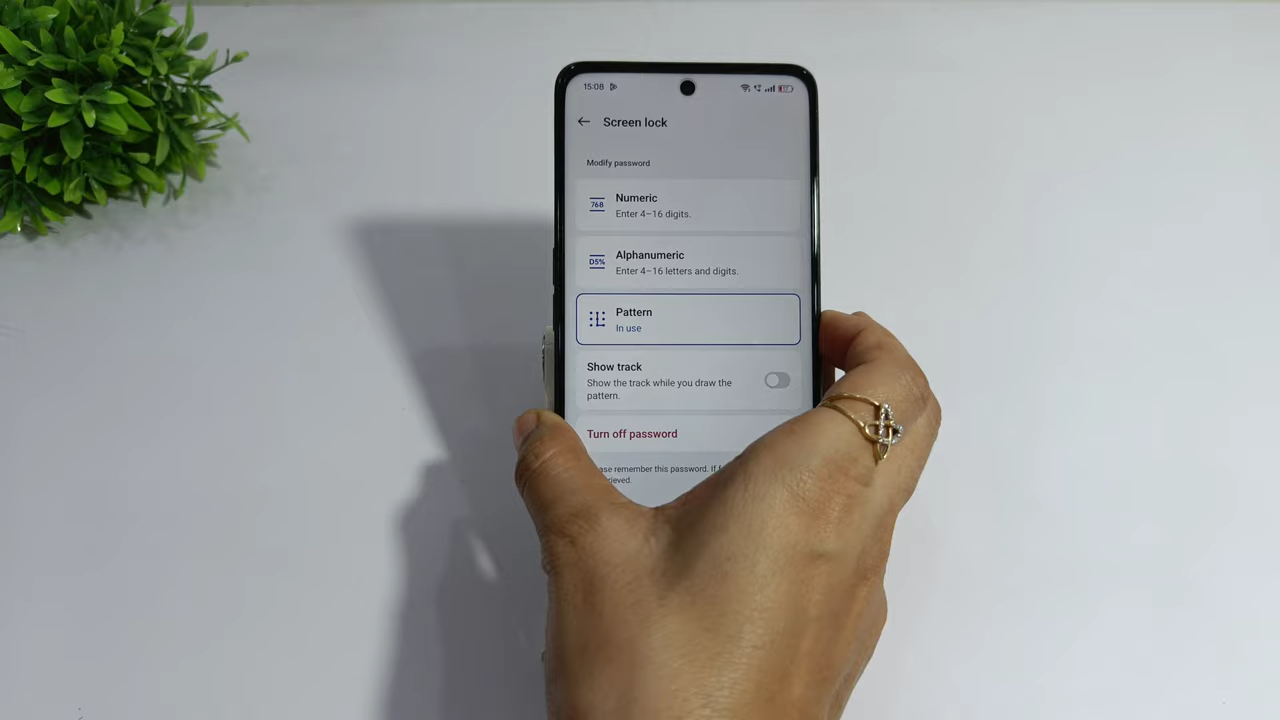 15:08
Screen lock
Modify password
768
Numeric
Enter 4–16 digits.
D5%
Alphanumeric
Enter 4–16 letters and digits.
Pattern
In use
Show track
Show the track while you draw the
pattern.
Turn off password
remember this password. If